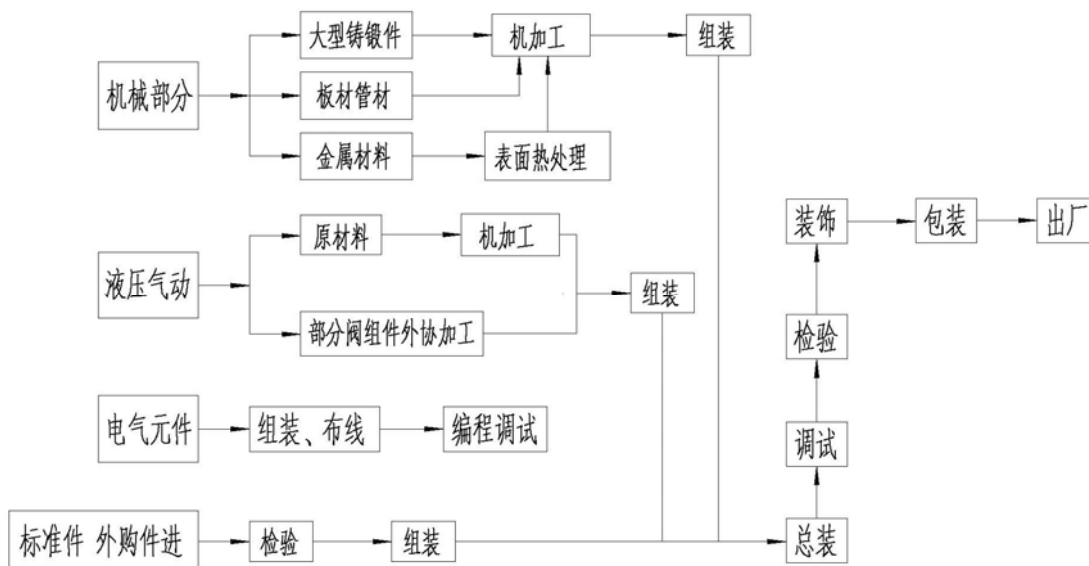 大型铸锻件
机加工
组装
机械部分
板材管材
金属材料
表面热处理
装饰
包装
出厂
原材料
机加工
液压气动
组装
部分阀组件外协加工
检验
电气元件
组装、布线
编程调试
调试
标准件 外购件进
检验
组装
总装